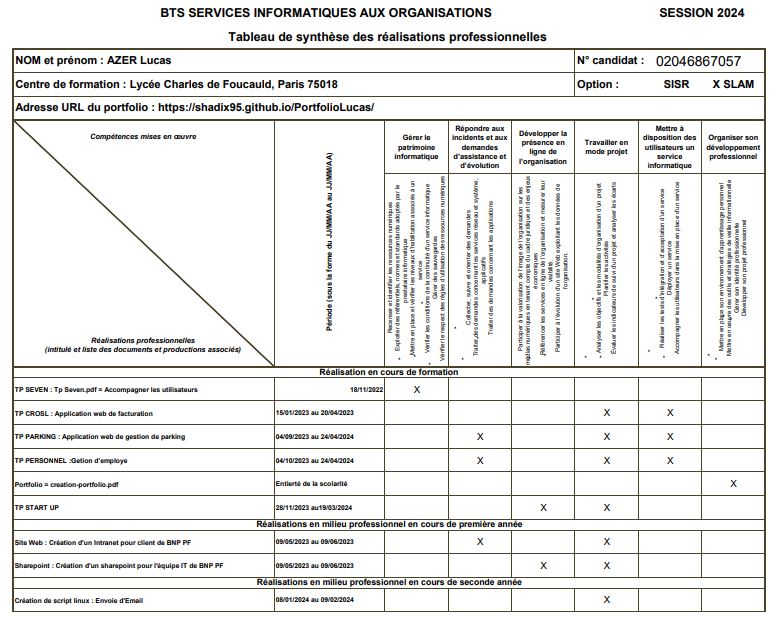 BTS SERVICES INFORMATIQUES AUX ORGANISATIONS SESSION 2024
Tableau de synthèse des réalisations professionnelles
NOM et prénom : AZER Lucas N° candidat : 02046867057
Centre de formation : Lycée Charles de Foucauld, Paris 75018 Option : SISR X SLAM
Adresse URL du portfolio : https://shadix95.github.io/PortfolioLucas/
Compétences mises en œuvre
Réalisations professionnelles
(intitulé et liste des documents et productions associés)
Période (sous la forme du JJ/MM/AA au JJ/MM/AA)
Gérer le
patrimoine
informatique
Répondre aux
incidents et aux
demandes
d'assistance et
d'évolution
Développer la
présence en
ligne de
l'organisation
Travailler en
mode projet
Mettre à
disposition des
utilisateurs un
service
informatique
Organiser son
développement
professionnel
Recenser et identifier les ressources numériques
Exploiter des référentiels, normes et standards adoptés par le
prestataire informatique
Mettre en place et vérifier les niveaux d'habilitation associés à un
service
Vérifier les conditions de la continuité d'un service informatique
Gérer des sauvegardes
Vérifier le respect des règles d'utilisation des ressources numériques
Collecter, suivre et orienter des demandes
Traiter des demandes concernant les services réseau et système,
applicatifs
Traiter des demandes concernant les applications
Participer à la valorisation de l'image de l'organisation sur les
médias numériques en tenant compte du cadre juridique et des enjeux
économiques
Référencer les services en ligne de l'organisation et mesurer leur
visibilité.
Participer à l'évolution d'un site Web exploitant les données de
l'organisation.
Analyser les objectifs et les modalités d'organisation d'un projet
Planifier les activités
Évaluer les indicateurs de suivi d'un projet et analyser les écarts
Réaliser les tests d'intégration et d'acceptation d'un service
Déployer un service
Accompagner les utilisateurs dans la mise en place d'un service
Mettre en place son environnement d'apprentissage personnel
Mettre en œuvre des outils et stratégies de veille informationnelle
Gérer son identité professionnelle
Développer son projet professionnel
Réalisation en cours de formation
TP SEVEN : Tp Seven.pdf = Accompagner les utilisateurs 18/11/2022 X
TP CROSL : Application web de facturation 15/01/2023 au 20/04/2023 X X
TP PARKING : Application web de gestion de parking 04/09/2023 au 24/04/2024 X X X
TP PERSONNEL :Getion d'employe 04/10/2023 au 24/04/2024 X X X
Portfolio = creation-portfolio.pdf Entierté de la scolarité X
TP START UP 28/11/2023 au19/03/2024 X X
Réalisations en milieu professionnel en cours de première année
Site Web : Création d'un Intranet pour client de BNP PF 09/05/2023 au 09/06/2023 X X
Sharepoint : Création d'un sharepoint pour l'équipe IT de BNP PF 09/05/2023 au 09/06/2023 X X
Réalisations en milieu professionnel en cours de seconde année
Création de script linux : Envoie d'Email 08/01/2024 au 09/02/2024 X